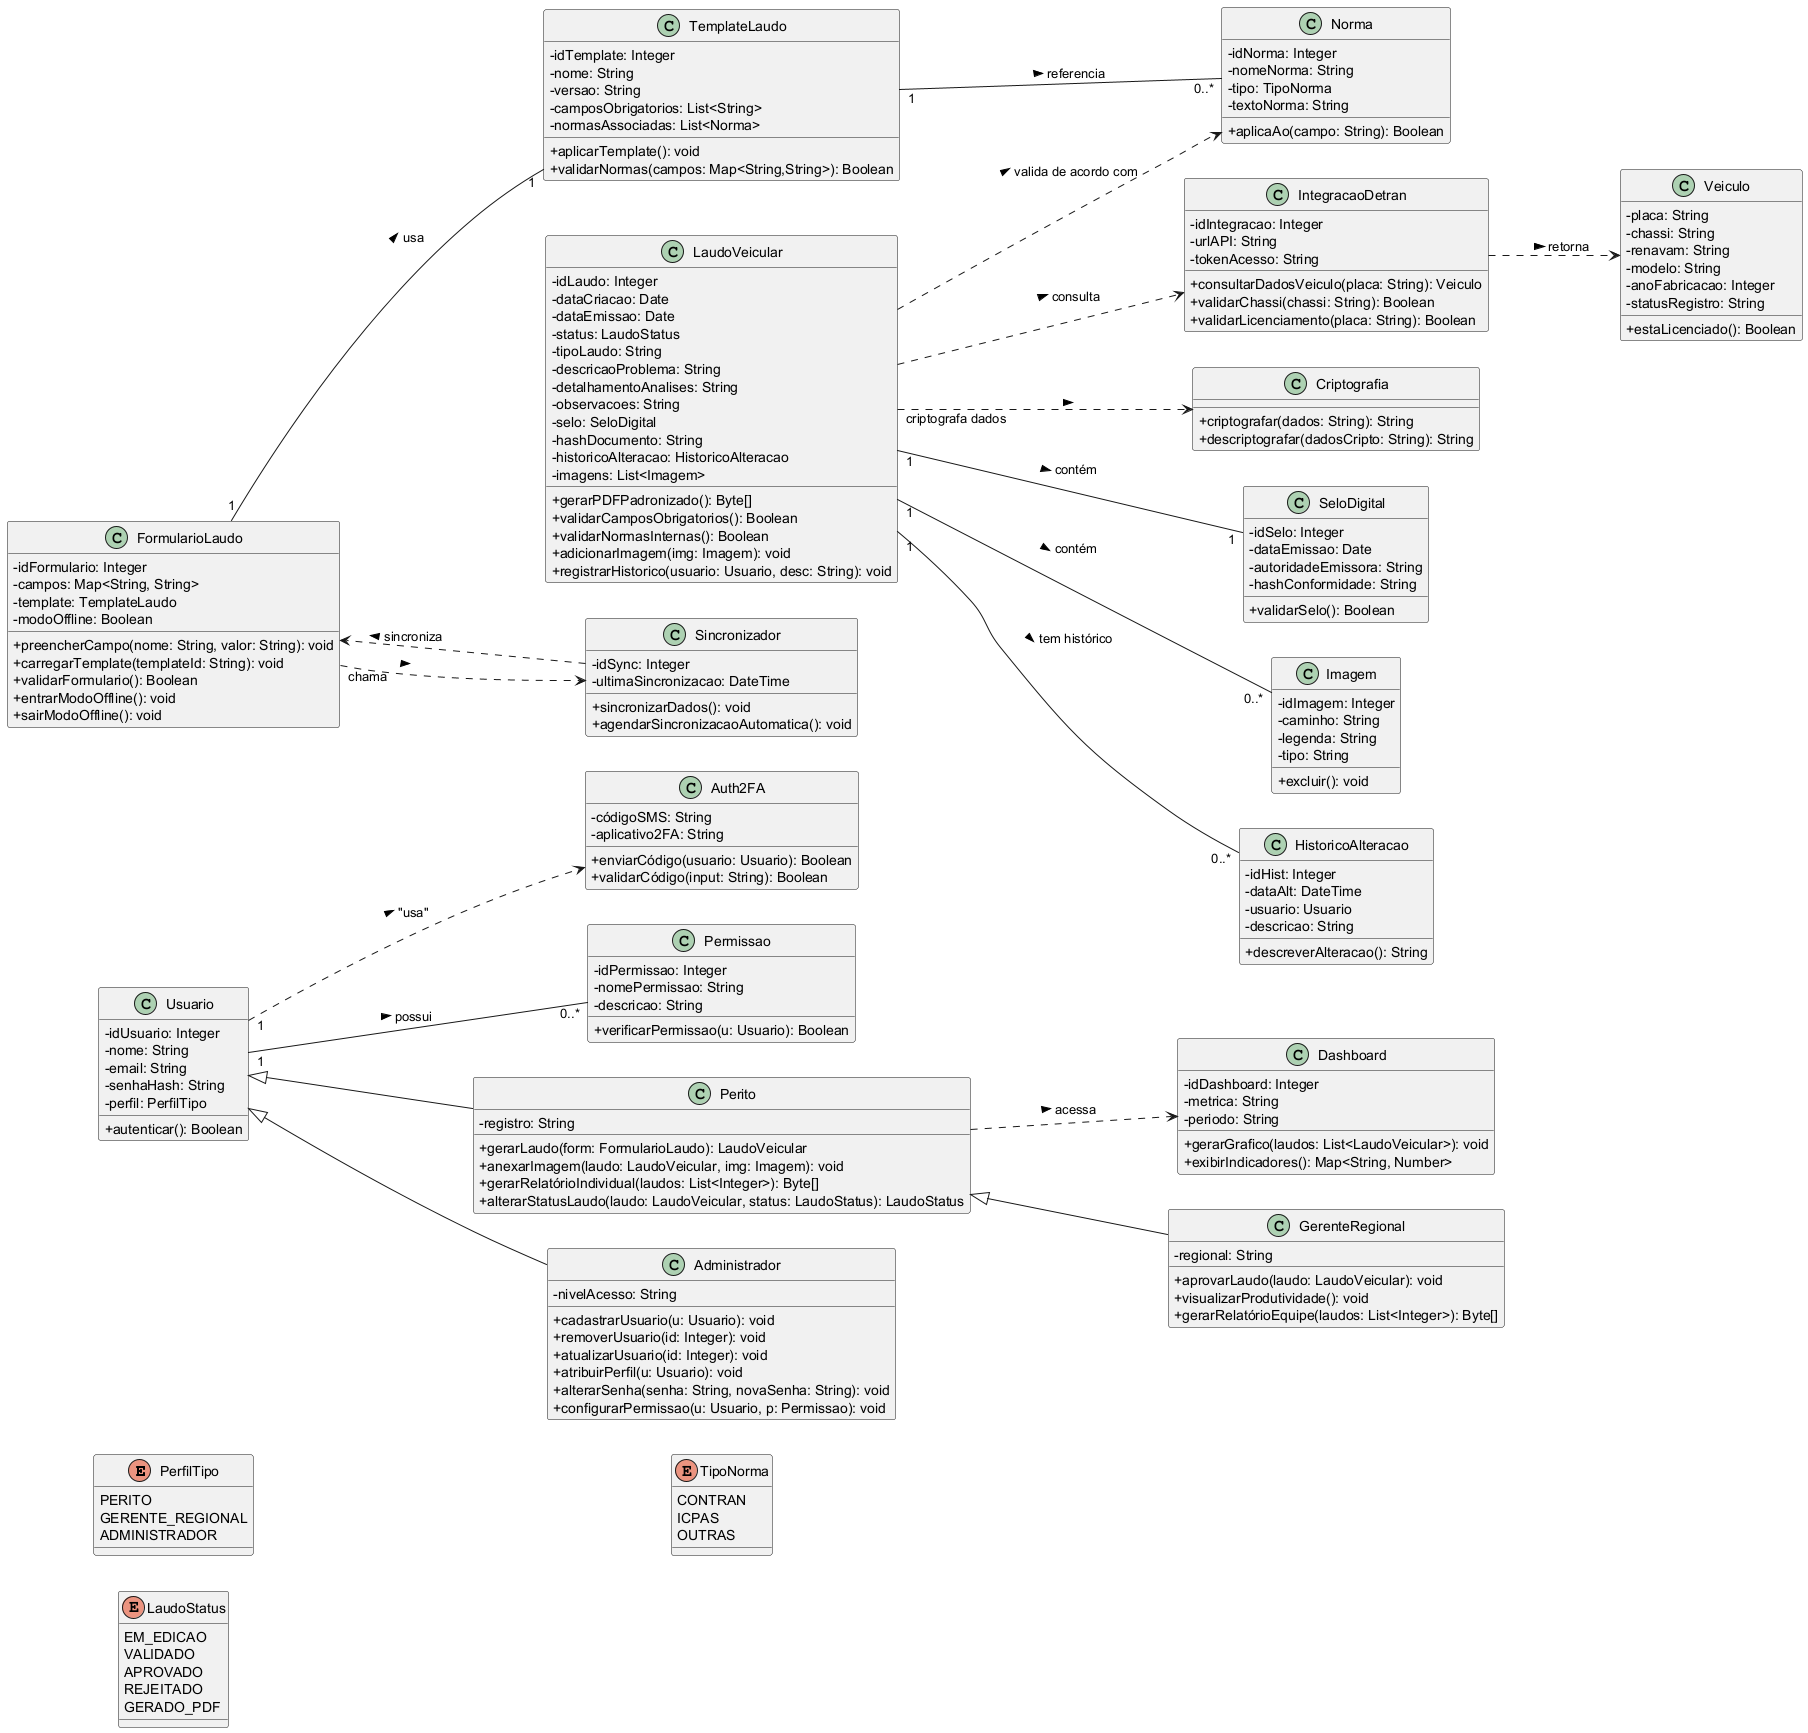 TemplateLaudo
-idTemplate: Integer
-nome: String
-versao: String
-camposObrigatorios: List<String>
-normasAssociadas: List<Norma>
+aplicarTemplate(): void
+validarNormas(campos: Map<String,String>): Boolean
1
referencia
0..*
1
Norma
-idNorma: Integer
-nomeNorma: String
-tipo: TipoNorma
-textoNorma: String
+aplicaAo(campo: String): Boolean
usa
1
valida de acordo com
IntegracaoDetran
-idIntegracao: Integer
-urlAPI: String
-tokenAcesso: String
+consultarDadosVeiculo(placa: String): Veiculo
+validarChassi(chassi: String): Boolean
+validarLicenciamento(placa: String): Boolean
retorna
Veiculo
-placa: String
-chassi: String
-renavam: String
-modelo: String
-anoFabricacao: Integer
-statusRegistro: String
+estaLicenciado(): Boolean
LaudoVeicular
-idLaudo: Integer
-dataCriacao: Date
-dataEmissao: Date
-status: LaudoStatus
-tipoLaudo: String
-descricaoProblema: String
-detalhamentoAnalises: String
-observacoes: String
-selo: SeloDigital
-hashDocumento: String
-historicoAlteracao: HistoricoAlteracao
-imagens: List<Imagem>
+gerarPDFPadronizado(): Byte[]
+validarCamposObrigatorios(): Boolean
+validarNormasInternas(): Boolean
+adicionarImagem(img: Imagem): void
+registrarHistorico(usuario: Usuario, desc: String): void
consulta
criptografa dados
Criptografia
+criptografar(dados: String): String
+descriptografar(dadosCripto: String): String
1
contém
1
SeloDigital
-idSelo: Integer
-dataEmissao: Date
-autoridadeEmissora: String
-hashConformidade: String
+validarSelo(): Boolean
1
contém
0..*
Imagem
-idImagem: Integer
-caminho: String
-legenda: String
-tipo: String
+excluir(): void
1
tem histórico
0..*
HistoricoAlteracao
-idHist: Integer
-dataAlt: DateTime
-usuario: Usuario
-descricao: String
+descreverAlteracao(): String
FormularioLaudo
-idFormulario: Integer
-campos: Map<String, String>
-template: TemplateLaudo
-modoOffline: Boolean
+preencherCampo(nome: String, valor: String): void
+carregarTemplate(templateId: String): void
+validarFormulario(): Boolean
+entrarModoOffline(): void
+sairModoOffline(): void
sincroniza
chama
Sincronizador
-idSync: Integer
-ultimaSincronizacao: DateTime
+sincronizarDados(): void
+agendarSincronizacaoAutomatica(): void
Auth2FA
-códigoSMS: String
-aplicativo2FA: String
+enviarCódigo(usuario: Usuario): Boolean
+validarCódigo(input: String): Boolean
"usa"
1
Usuario
-idUsuario: Integer
-nome: String
-email: String
-senhaHash: String
-perfil: PerfilTipo
+autenticar(): Boolean
1
possui
0..*
Permissao
-idPermissao: Integer
-nomePermissao: String
-descricao: String
+verificarPermissao(u: Usuario): Boolean
Perito
-registro: String
+gerarLaudo(form: FormularioLaudo): LaudoVeicular
+anexarImagem(laudo: LaudoVeicular, img: Imagem): void
+gerarRelatórioIndividual(laudos: List<Integer>): Byte[]
+alterarStatusLaudo(laudo: LaudoVeicular, status: LaudoStatus): LaudoStatus
acessa
Dashboard
-idDashboard: Integer
-metrica: String
-periodo: String
+gerarGrafico(laudos: List<LaudoVeicular>): void
+exibirIndicadores(): Map<String, Number>
GerenteRegional
-regional: String
+aprovarLaudo(laudo: LaudoVeicular): void
+visualizarProdutividade(): void
+gerarRelatórioEquipe(laudos: List<Integer>): Byte[]
Administrador
-nivelAcesso: String
+cadastrarUsuario(u: Usuario): void
+removerUsuario(id: Integer): void
+atualizarUsuario(id: Integer): void
+atribuirPerfil(u: Usuario): void
+alterarSenha(senha: String, novaSenha: String): void
+configurarPermissao(u: Usuario, p: Permissao): void
PerfilTipo
PERITO
GERENTE_REGIONAL
ADMINISTRADOR
TipoNorma
CONTRAN
ICPAS
OUTRAS
LaudoStatus
EM_EDICAO
VALIDADO
APROVADO
REJEITADO
GERADO_PDF